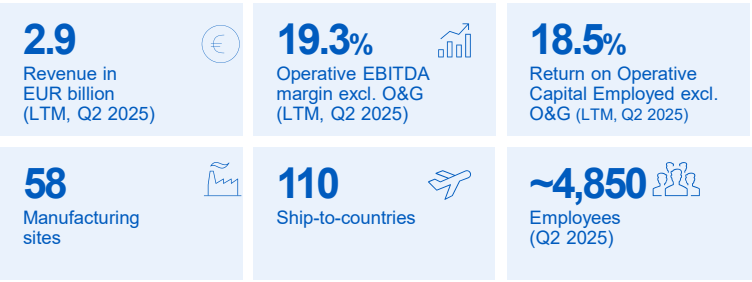 2.9
Revenue in
EUR billion
(LTM, Q2 2025)
19.3%
Operative EBITDA
margin excl. O&G
(LTM, Q2 2025)
18.5%
Return on Operative
Capital Employed excl.
O&G (LTM, Q2 2025)
58
Manufacturing
sites
110
Ship-to-countries
~4,850
Employees
(Q2 2025)